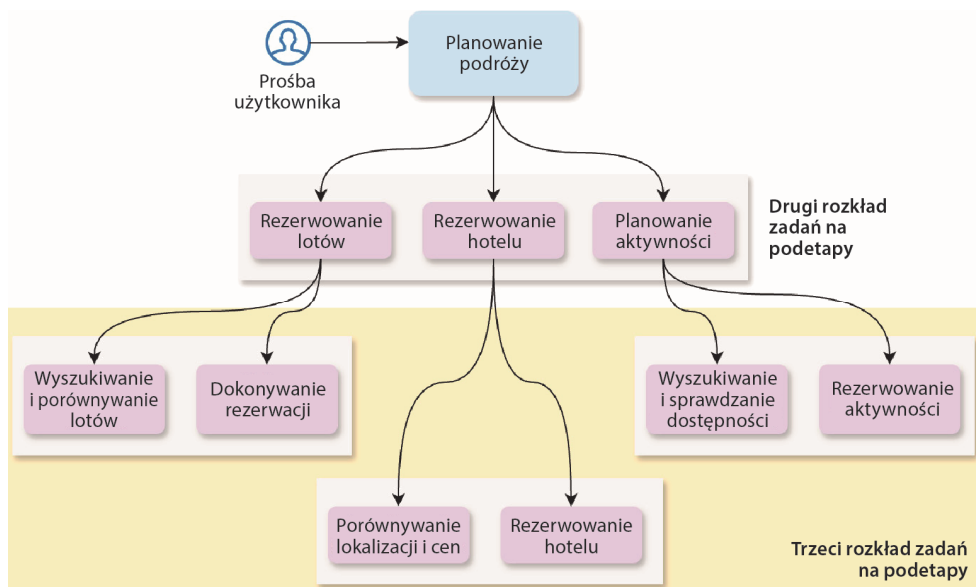 Planowanie
podróży
Prośba
użytkownika
Rezerwowanie
lotów
Rezerwowanie
hotelu
Planowanie
aktywności
Drugi rozkład
zadań na
podetapy
Wyszukiwanie
i porównywanie
lotów
Dokonywanie
rezerwacji
Wyszukiwanie
i sprawdzanie
dostępności
Rezerwowanie
aktywności
Porównywanie
lokalizacji i cen
Rezerwowanie
hotelu
Trzeci rozkład zadań
na podetapy